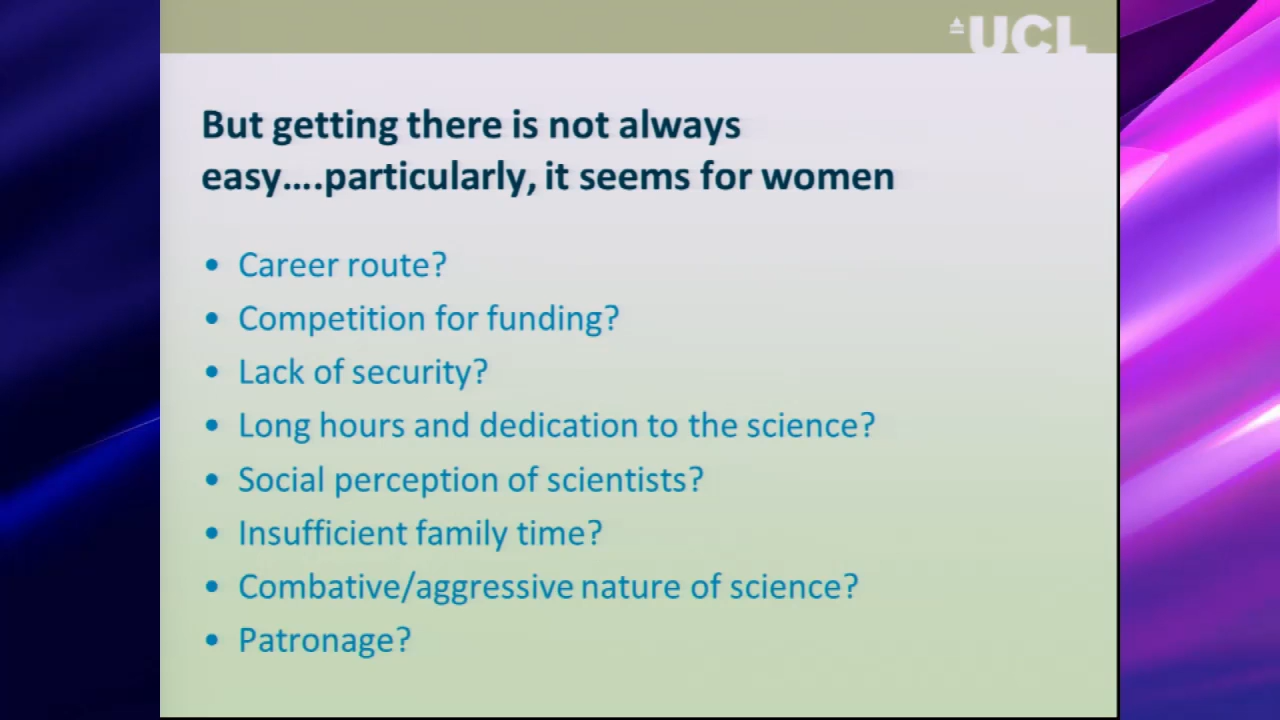 UCL
But getting there is not always
easy....particularly, it seems for women
• Career route?
• Competition for funding?
• Lack of security?
• Long hours and dedication to the science?
• Social perception of scientists?
• Insufficient family time?
• Combative/aggressive nature of science?
• Patronage?